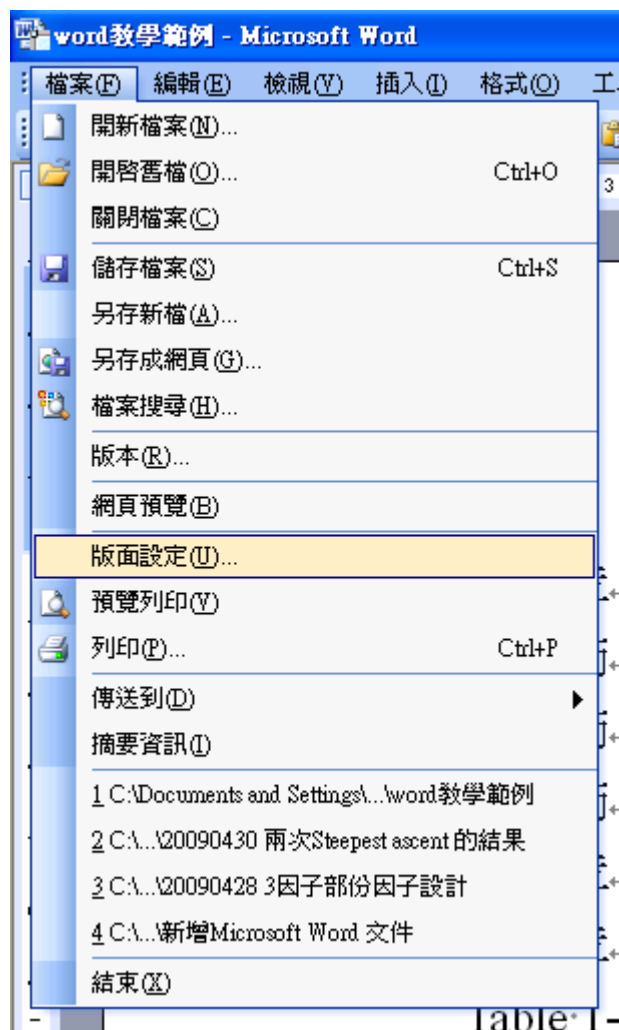 word教學範例 - Microsoft Word
檔案(F) 編輯(E) 檢視(V) 插入(I) 格式(O)
開新檔案(N)...
開啓舊檔(O)... Ctrl+O
3
關閉檔案(C)
儲存檔案(S) Ctrl+S
另存新檔(A)...
另存成網頁(G)...
檔案搜尋(H)...
版本(R)...
網頁預覽(B)
版面設定(U)...
預覽列印(V)
列印(P)... Ctrl+P
傳送到(D)
摘要資訊(I)
1 C:\Documents and Settings\...\word教學範例
2 C:\...\20090430 兩次Steepest ascent 的結果
3 C:\...\20090428 3因子部份因子設計
4 C:\...\新增Microsoft Word 文件
結束(X)